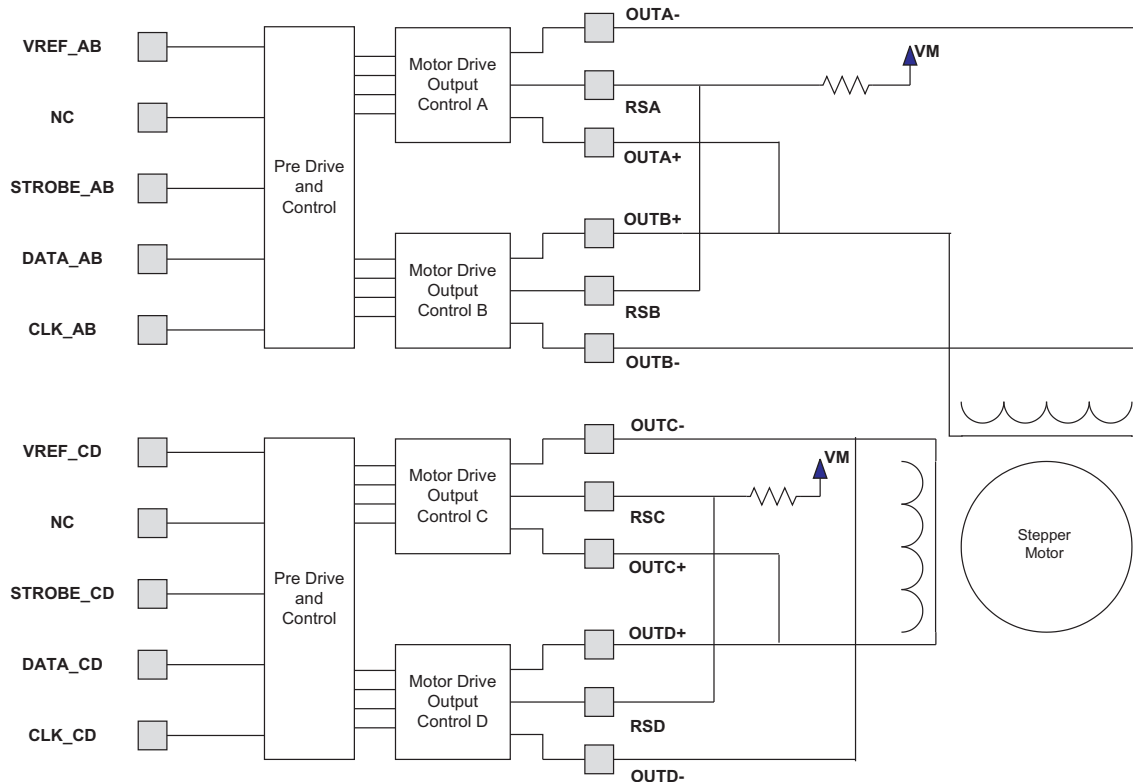 OUTA-
VREF_AB
Motor Drive
Output
Control A
VM
NC
RSA
OUTA+
Pre Drive
and
Control
STROBE_AB
OUTB+
DATA_AB
Motor Drive
Output
Control B
RSB
CLK_AB
OUTB-
OUTC-
VREF_CD
Motor Drive
Output
Control C
VM
NC
RSC
Stepper
Motor
OUTC+
Pre Drive
and
Control
STROBE_CD
OUTD+
DATA_CD
Motor Drive
Output
Control D
RSD
CLK_CD
OUTD-